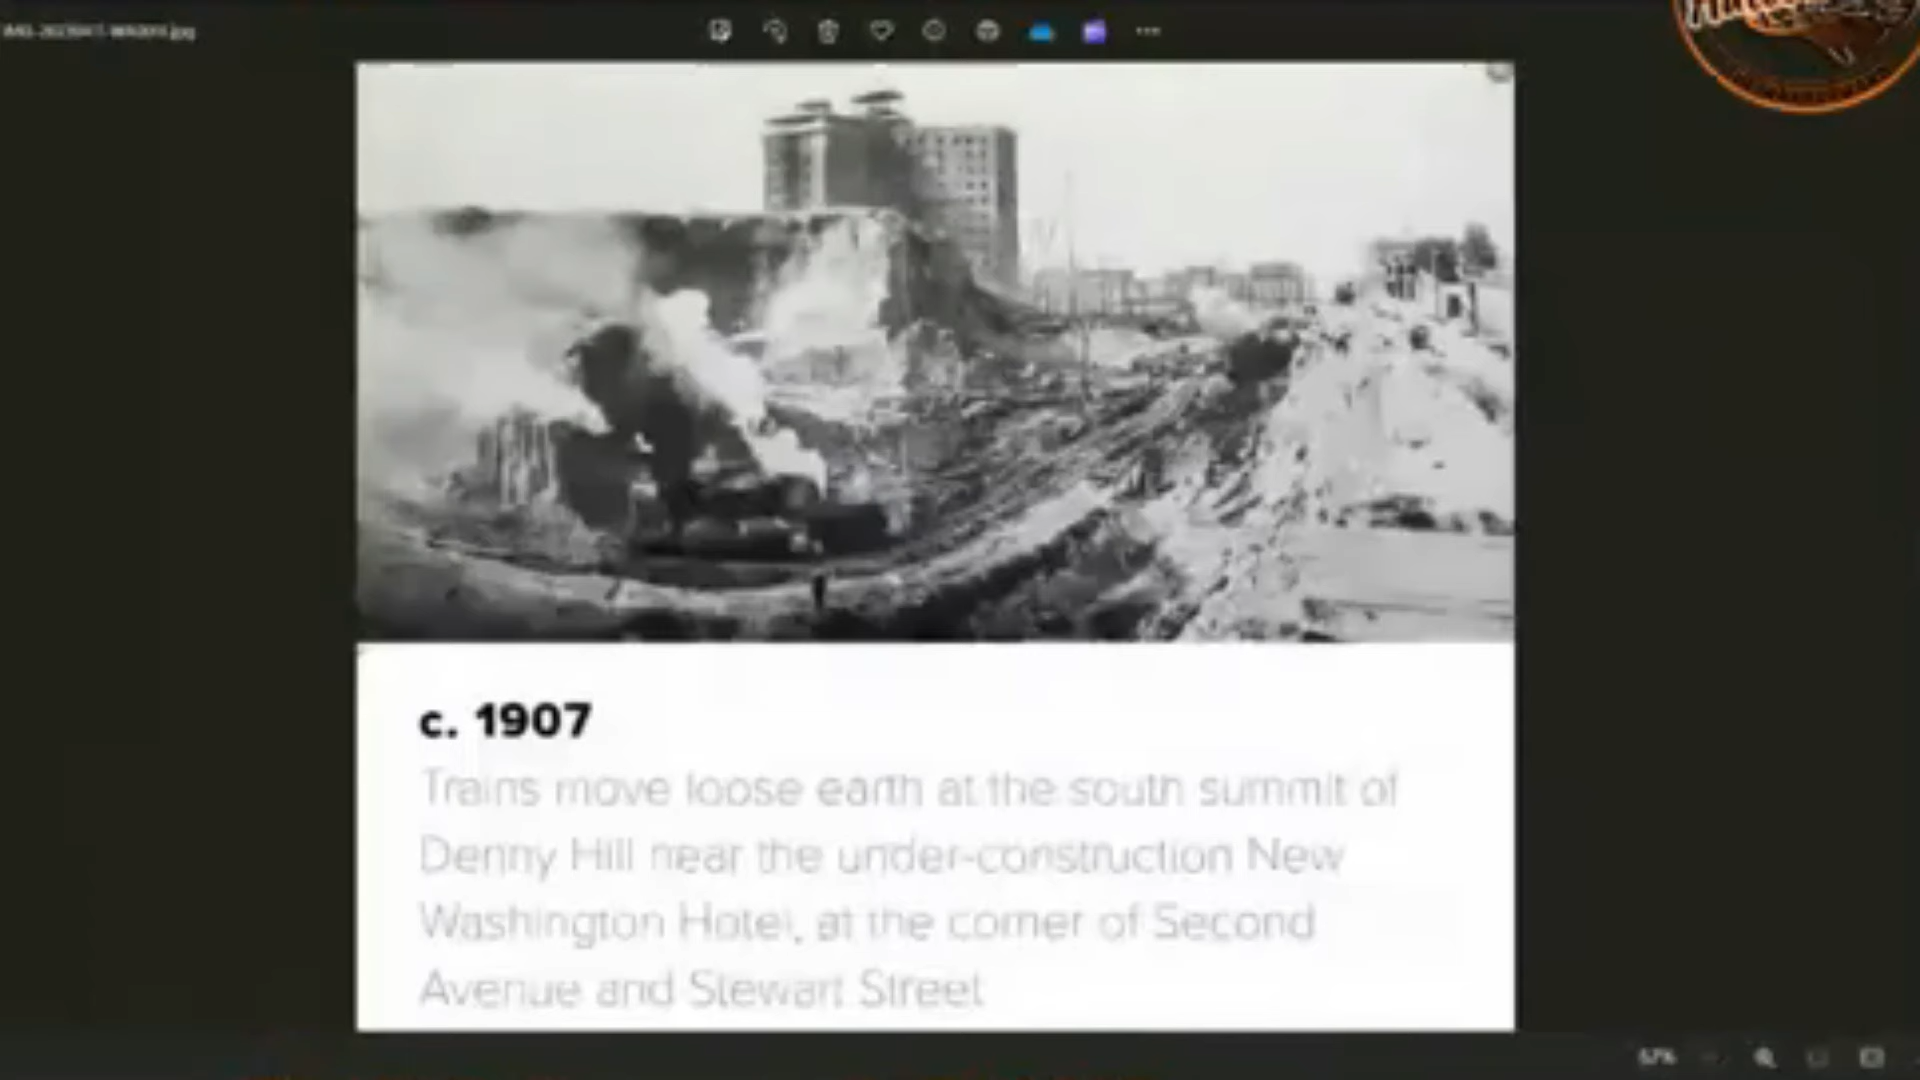 c. 1907
Trains move loose earth at the south summit of
Denny Hill near the under-construction New
Washington Hotel, at the corner of Second
Avenue and Stewart Street